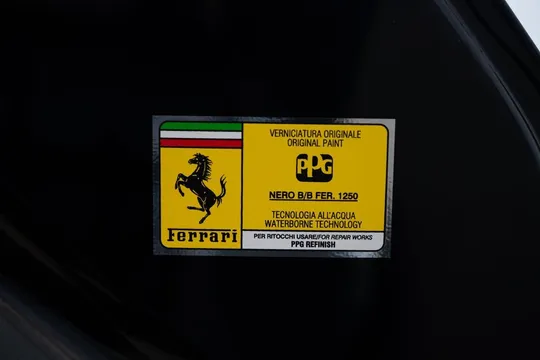 VERNICIATURA ORIGINALE
ORIGINAL PAINT
PPG
NERO B/B FER. 1250
TECNOLOGIA ALL'ACQUA
WATERBORNE TECHNOLOGY
Ferrari
PER RITOCCHI USARE/FOR REPAIR WORKS
PPG REFINISH